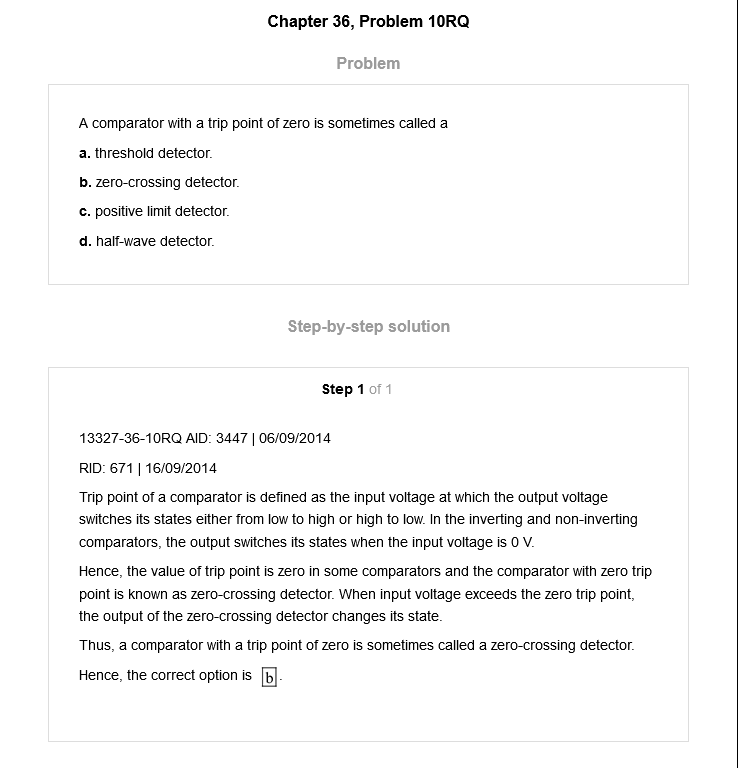 Chapter 36, Problem 10RQ
Problem
A comparator with a trip point of zero is sometimes called a
a. threshold detector.
b. zero-crossing detector.
c. positive limit detector.
d. half-wave detector.
Step-by-step solution
Step 1 of 1
13327-36-10RQ AID: 3447 | 06/09/2014
RID: 671 | 16/09/2014
Trip point of a comparator is defined as the input voltage at which the output voltage
switches its states either from low to high or high to low. In the inverting and non-inverting
comparators, the output switches its states when the input voltage is 0 V.
Hence, the value of trip point is zero in some comparators and the comparator with zero trip
point is known as zero-crossing detector. When input voltage exceeds the zero trip point,
the output of the zero-crossing detector changes its state.
Thus, a comparator with a trip point of zero is sometimes called a zero-crossing detector.
Hence, the correct option is b.